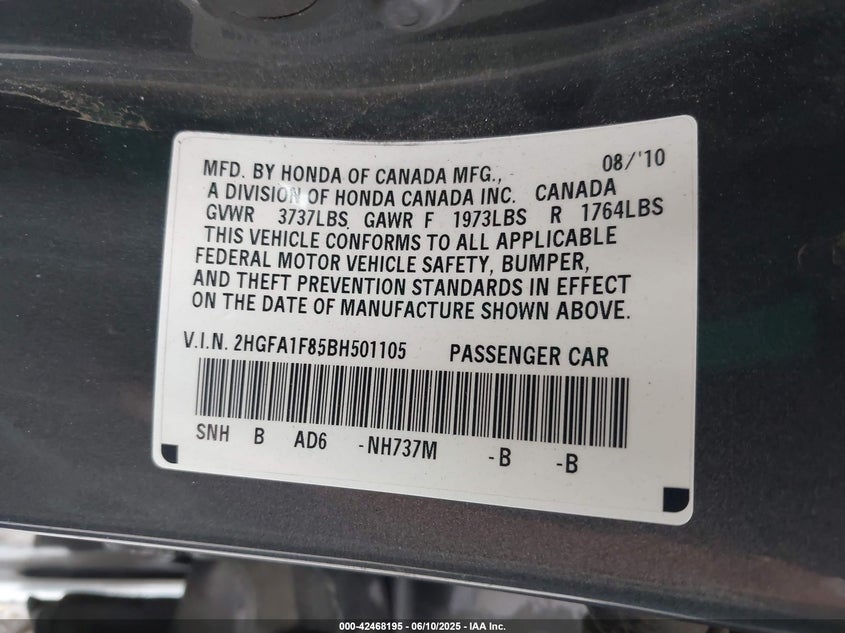 MFD. BY HONDA OF CANADA MFG., 08/'10
A DIVISION OF HONDA CANADA INC. CANADA
GVWR 3737LBS GAWR F 1973LBS R 1764LBS
THIS VEHICLE CONFORMS TO ALL APPLICABLE
FEDERAL MOTOR VEHICLE SAFETY, BUMPER,
AND THEFT PREVENTION STANDARDS IN EFFECT
ON THE DATE OF MANUFACTURE SHOWN ABOVE.
V.I.N. 2HGFA1F85BH501105 PASSENGER CAR
SNH B AD6 -NH737M -B -B
000-42468195 - 06/10/2025 - IAA Inc.